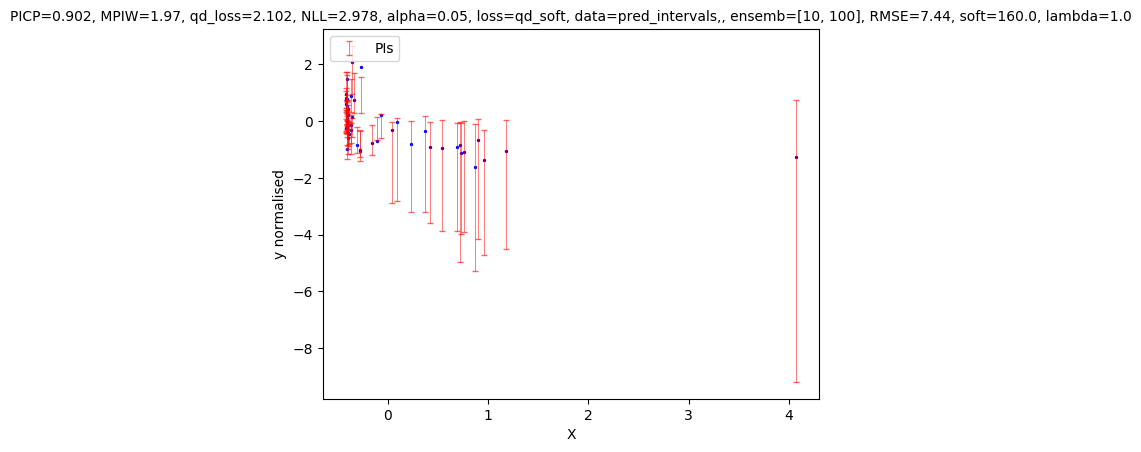 PICP=0.902, MPIW=1.97, qd_loss=2.102, NLL=2.978, alpha=0.05, loss=qd_soft, data=pred_intervals,, ensemb=[10, 100], RMSE=7.44, soft=160.0, lambda=1.0
PIs
2
0
−2
−4
−6
−8
y normalised
0 1 2 3 4
X